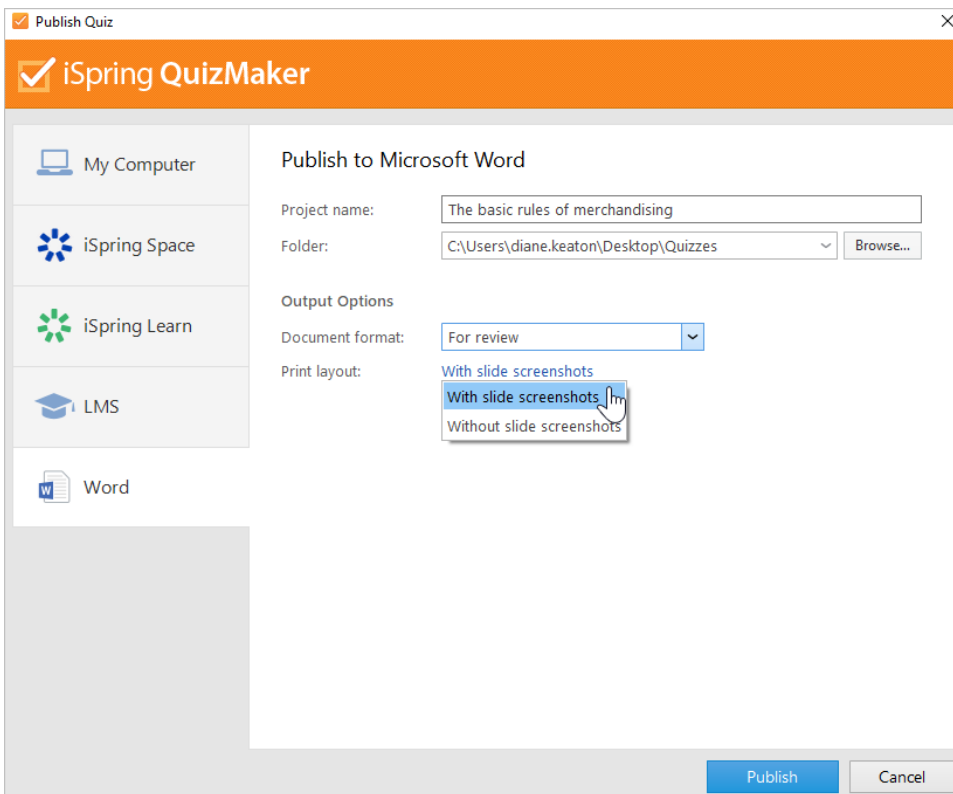 Publish Quiz
iSpring QuizMaker
My Computer
iSpring Space
iSpring Learn
LMS
W
Word
Publish to Microsoft Word
Project name: The basic rules of merchandising
Folder: C:\Users\diane.keaton\Desktop\Quizzes Browse...
Output Options
Document format: For review
Print layout: With slide screenshots
With slide screenshots
Without slide screenshots
Publish Cancel